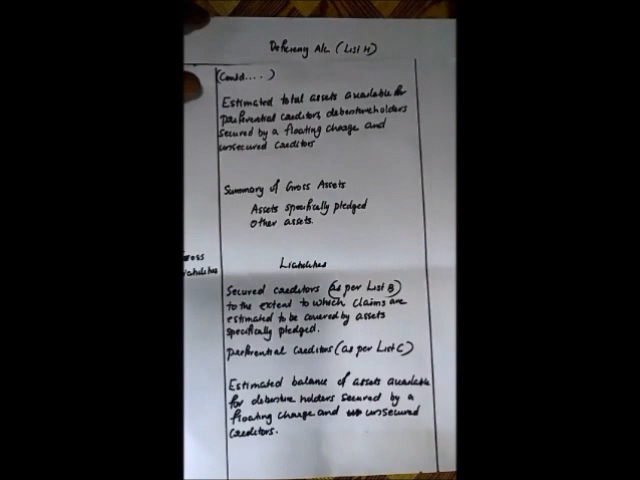 Deficiency A/c. (List H)
(Contd....)
Estimated total assets available for
preferential creditors, debentureholders
secured by a floating charge and
unsecured creditors
Summary of Gross Assets
Assets specifically pledged
other assets.
Gross
Liabilities
Liabilities
Secured creditors (as per List B)
to the extent to which claims are
estimated to be covered by assets
specifically pledged.
preferential creditors (as per List C)
Estimated balance of assets available
for debenture holders secured by a
floating charge and unsecured
creditors.